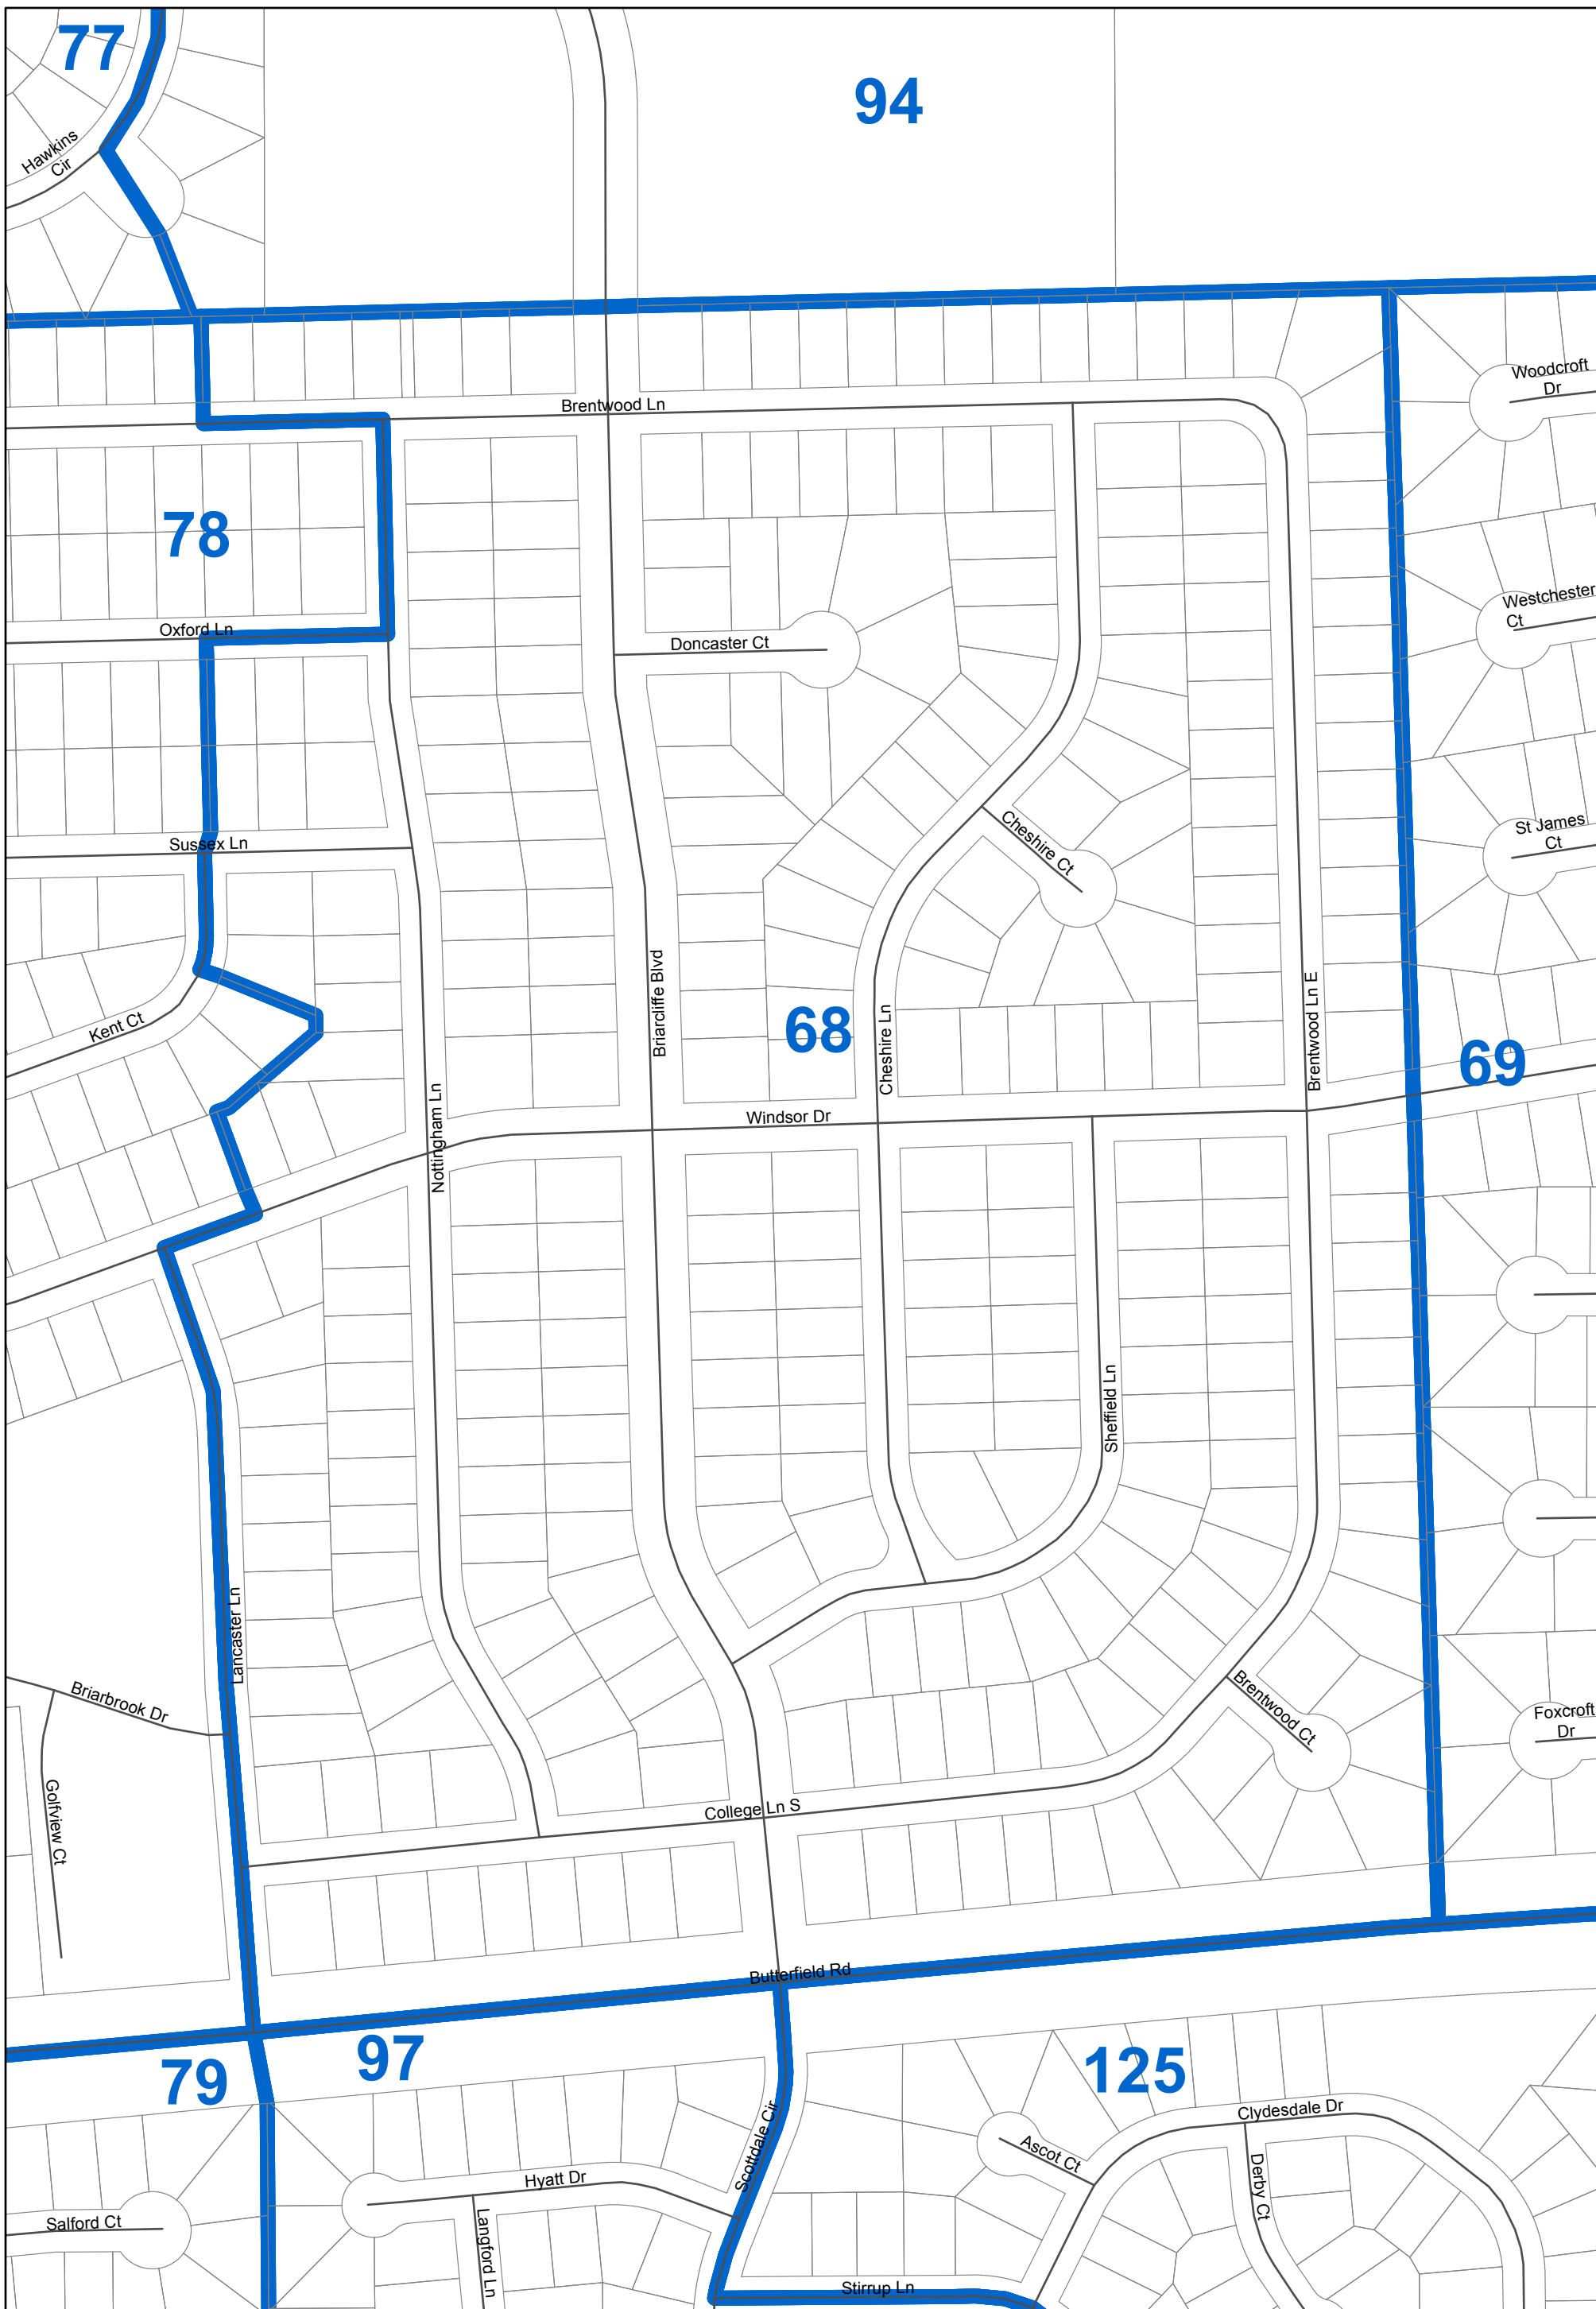 77
94
Hawkins
Cir
Woodcroft
Dr
Brentwood Ln
78
Westchester
Ct
Oxford Ln
Doncaster Ct
Cheshire Ct
St James
Ct
Sussex Ln
Briarcliffe Blvd
68
Cheshire Ln
Brentwood Ln E
Kent Ct
69
Nottingham Ln
Windsor Dr
Sheffield Ln
Lancaster Ln
Briarbrook Dr
Brentwood Ct
Foxcroft
Dr
Golfview Ct
College Ln S
Butterfield Rd
97
79
125
Clydesdale Dr
Scottdale Cir
Ascot Ct
Derby Ct
Hyatt Dr
Salford Ct
Langford Ln
Stirrup Ln